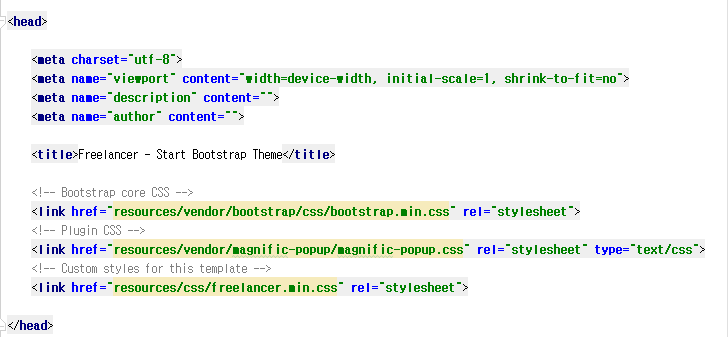 <head>
<meta charset="utf-8">
<meta name="viewport" content="width=device-width, initial-scale=1, shrink-to-fit=no">
<meta name="description" content="">
<meta name="author" content="">
<title>Freelancer - Start Bootstrap Theme</title>
<!-- Bootstrap core CSS -->
<link href="resources/vendor/bootstrap/css/bootstrap.min.css" rel="stylesheet">
<!-- Plugin CSS -->
<link href="resources/vendor/magnific-popup/magnific-popup.css" rel="stylesheet" type="text/css">
<!-- Custom styles for this template -->
<link href="resources/css/freelancer.min.css" rel="stylesheet">
</head>